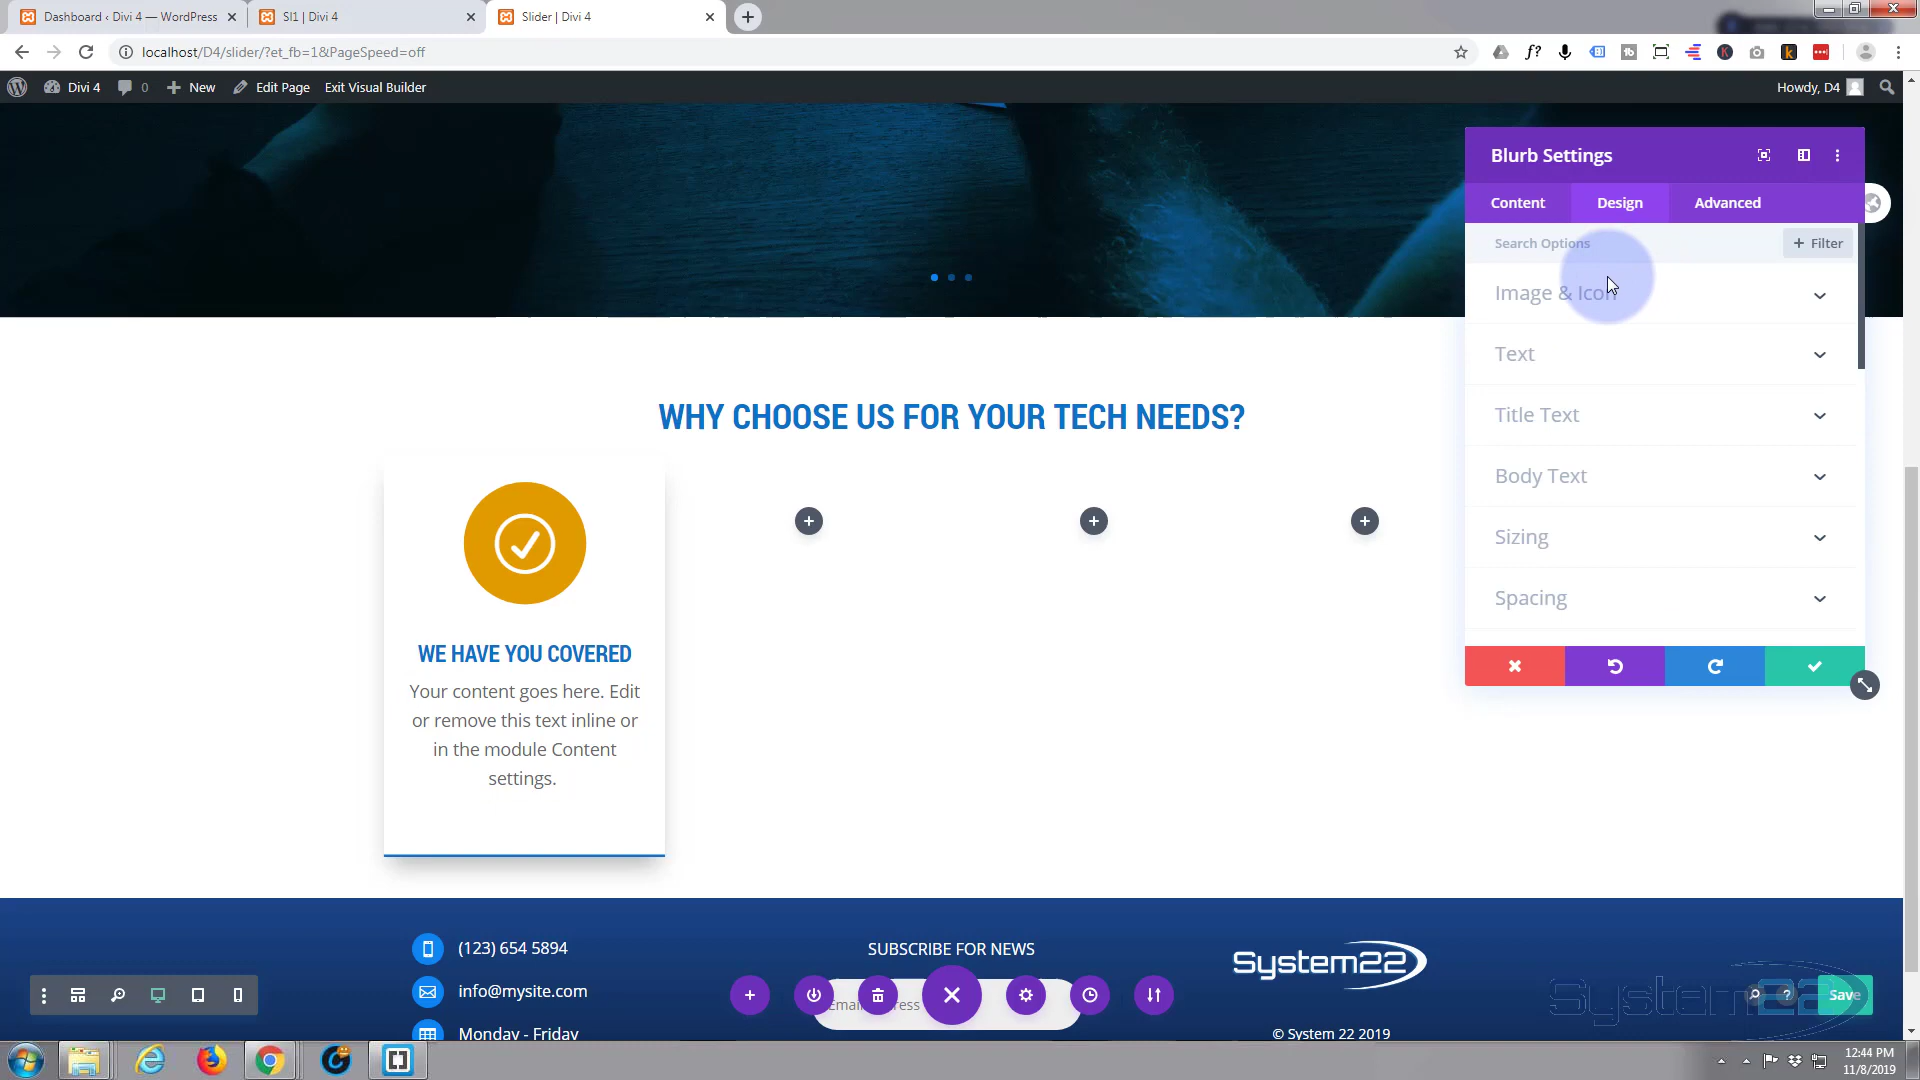 Dashboard ‹ Divi 4 — WordPress
Sl1 | Divi 4
Slider | Divi 4
localhost/D4/slider/?et_fb=1&PageSpeed=off
Divi 4
0
New
Edit Page
Exit Visual Builder
Howdy, D4
Blurb Settings
Content
Design
Advanced
Search Options
+ Filter
Image & Icon
Text
Title Text
Body Text
Sizing
Spacing
WHY CHOOSE US FOR YOUR TECH NEEDS?
WE HAVE YOU COVERED
Your content goes here. Edit
or remove this text inline or
in the module Content
settings.
(123) 654 5894
info@mysite.com
Monday - Friday
SUBSCRIBE FOR NEWS
Email Address
System22
© System 22 2019
System22
Save
12:44 PM
11/8/2019